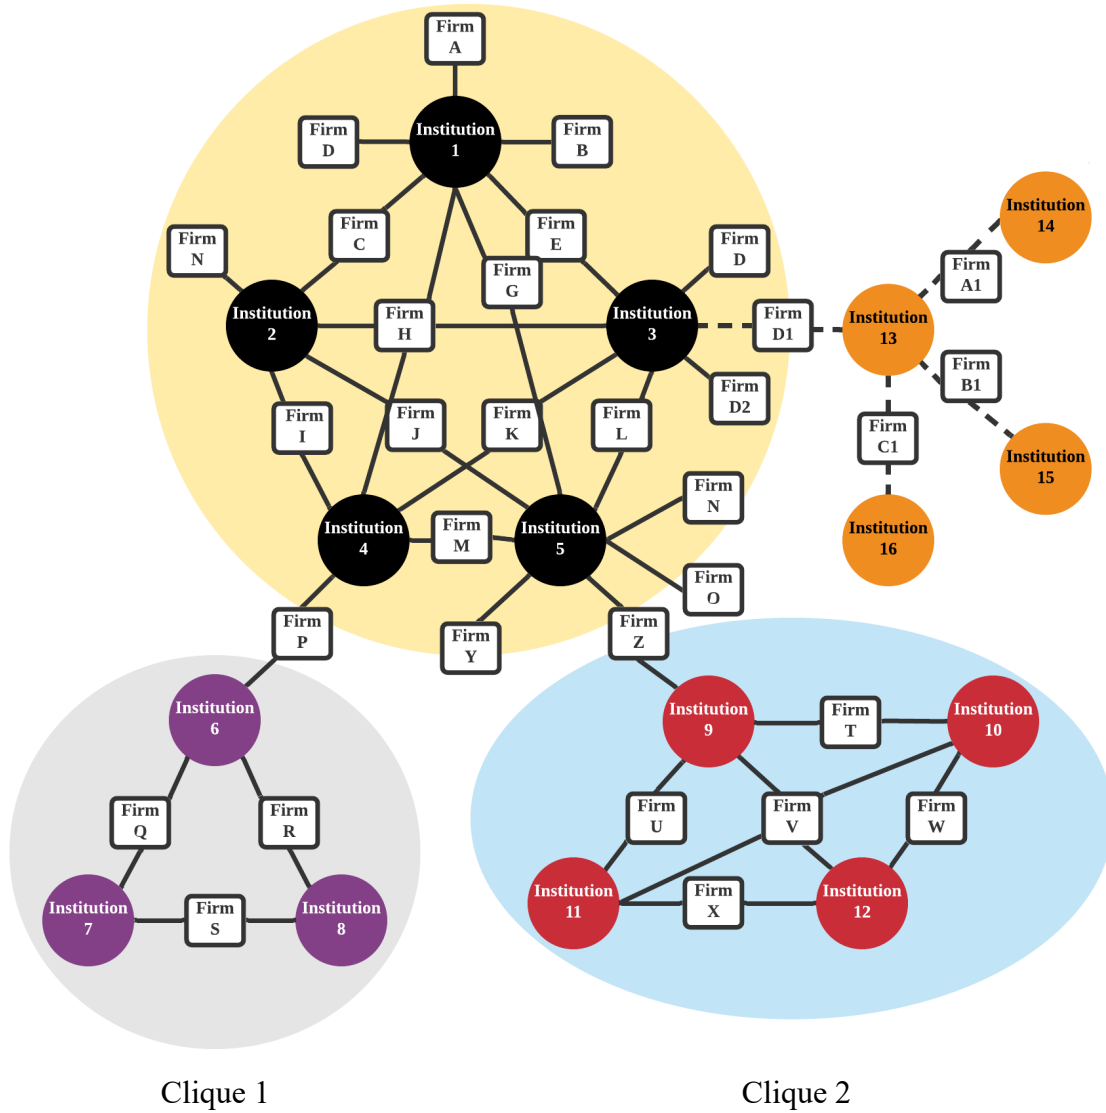 Firm
A
Institution
1
Firm
D
Firm
B
Firm
C
Firm
E
Firm
N
Firm
D
Institution
14
Firm
A1
Firm
G
Institution
2
Firm
H
Institution
3
Firm
D1
Institution
13
Firm
B1
Firm
D2
Firm
I
Firm
J
Firm
K
Firm
L
Firm
C1
Institution
15
Firm
N
Institution
4
Firm
M
Institution
5
Institution
16
Firm
O
Firm
P
Firm
Y
Firm
Z
Institution
6
Institution
9
Firm
T
Institution
10
Firm
Q
Firm
R
Firm
U
Firm
V
Firm
W
Institution
7
Firm
S
Institution
8
Institution
11
Firm
X
Institution
12
Clique 1
Clique 2